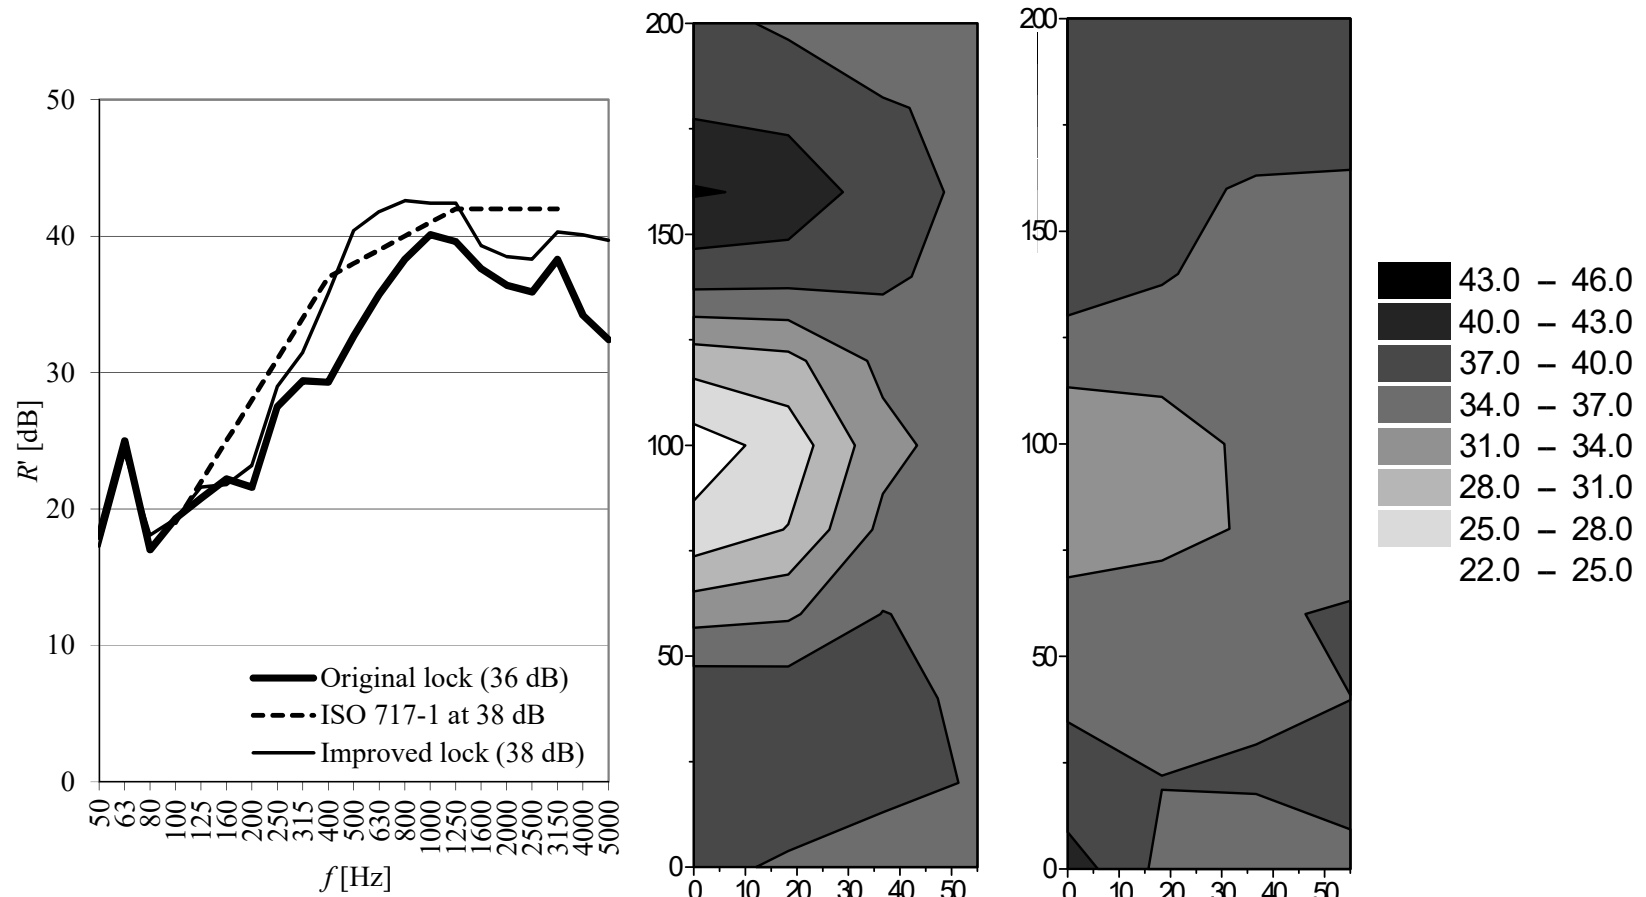 50
40
30
20
10
0
R' [dB]
Original lock (36 dB)
ISO 717-1 at 38 dB
Improved lock (38 dB)
50
63
80
100
125
160
200
250
315
400
500
630
800
1000
1250
1600
2000
2500
3150
4000
5000
f [Hz]
200
150
100
50
0
0 10 20 30 40 50
200
150
100
50
0
0 10 20 30 40 50
43.0 – 46.0
40.0 – 43.0
37.0 – 40.0
34.0 – 37.0
31.0 – 34.0
28.0 – 31.0
25.0 – 28.0
22.0 – 25.0